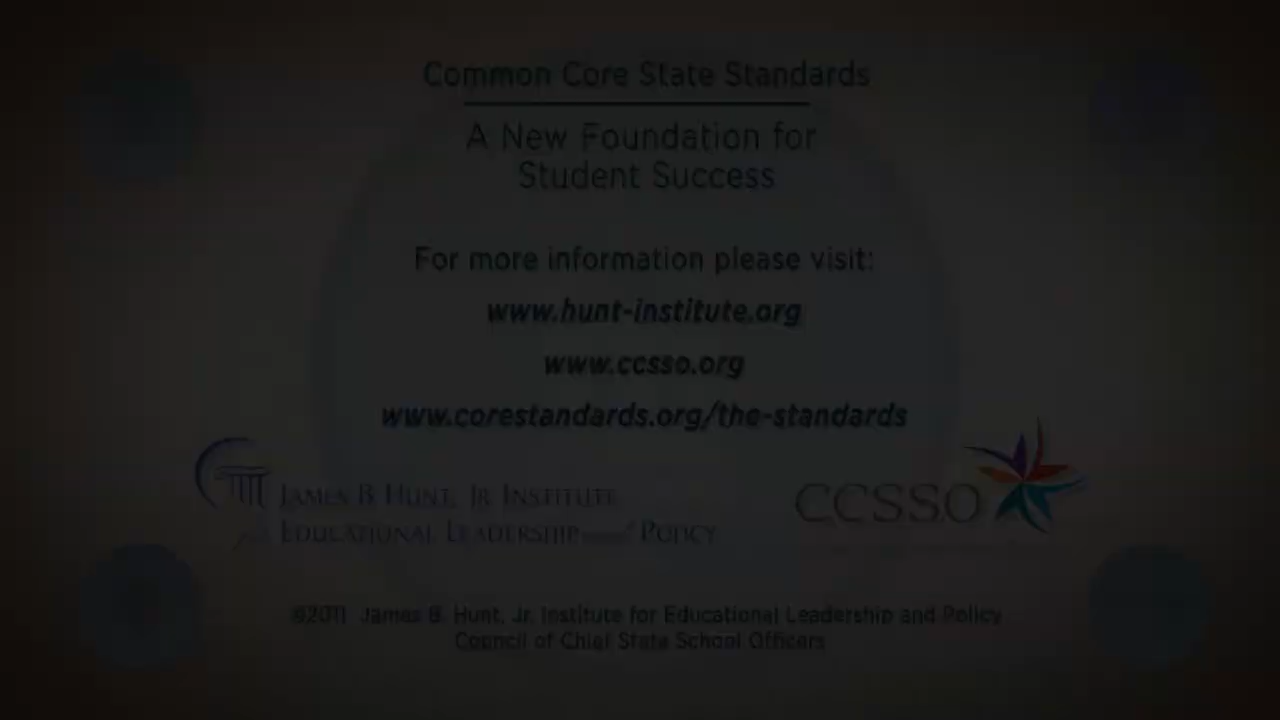 Common Core State Standards
A New Foundation for
Student Success
For more information please visit:
www.hunt-institute.org
www.ccsso.org
www.corestandards.org/the-standards
JAMES B. HUNT, JR. INSTITUTE
for EDUCATIONAL LEADERSHIP and POLICY
CCSSO
©2011 James B. Hunt, Jr. Institute for Educational Leadership and Policy
Council of Chief State School Officers